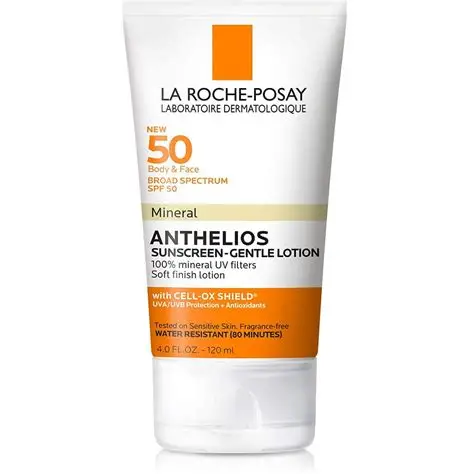 LA ROCHE-POSAY
LABORATOIRE DERMATOLOGIQUE
NEW
50
Body & Face
BROAD SPECTRUM
SPF 50
Mineral
ANTHELIOS
SUNSCREEN-GENTLE LOTION
100% mineral UV filters
Soft finish lotion
with CELL-OX SHIELD®
UVA/UVB Protection + Antioxidants
Tested on Sensitive Skin. Fragrance-free
WATER RESISTANT (80 MINUTES)
4.0 FL.OZ. - 120 ml